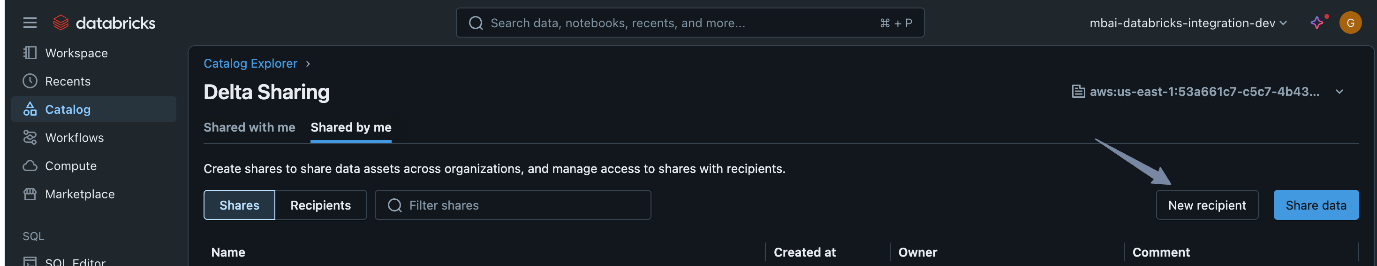 databricks
Search data, notebooks, recents, and more...
⌘ + P
mbai-databricks-integration-dev
G
Workspace
Recents
Catalog
Workflows
Compute
Marketplace
SQL
SQL Editor
Catalog Explorer ›
Delta Sharing
aws:us-east-1:53a661c7-c5c7-4b43...
Shared with me
Shared by me
Create shares to share data assets across organizations, and manage access to shares with recipients.
Shares
Recipients
Filter shares
New recipient
Share data
Name
Created at
Owner
Comment